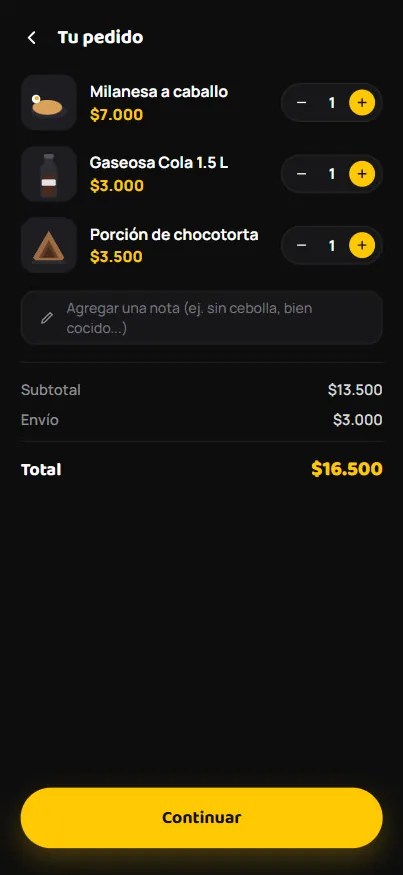 Tu pedido
Milanesa a caballo
$7.000
− 1 +
Gaseosa Cola 1.5 L
$3.000
− 1 +
Porción de chocotorta
$3.500
− 1 +
Agregar una nota (ej. sin cebolla, bien
cocido...)
Subtotal $13.500
Envío $3.000
Total $16.500
Continuar